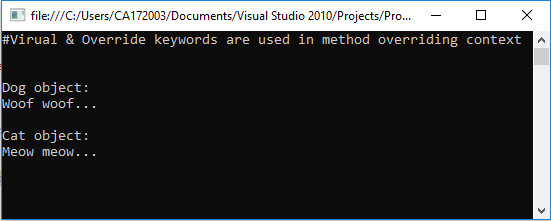 file:///C:/Users/CA172003/Documents/Visual Studio 2010/Projects/Pro...
#Virual & Override keywords are used in method overriding context
Dog object:
Woof woof...
Cat object:
Meow meow...